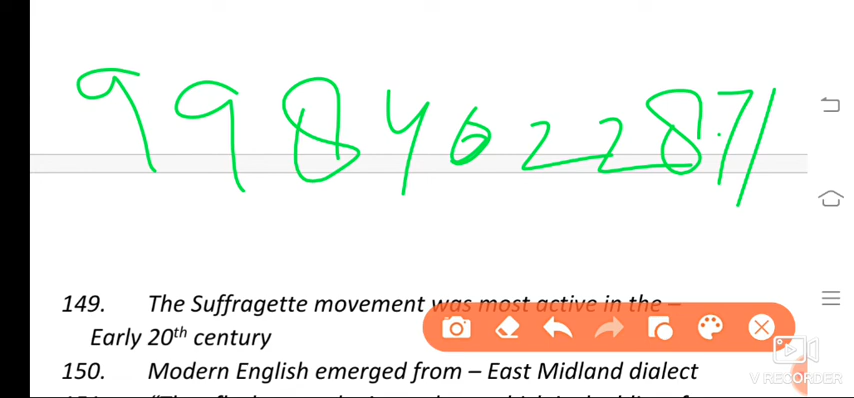 149. The Suffragette movement was most active in the –
Early 20th century
150. Modern English emerged from – East Midland dialect
V RECORDER